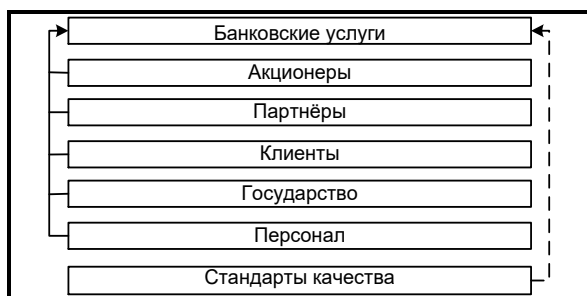 Банковские услуги
Акционеры
Партнёры
Клиенты
Государство
Персонал
Стандарты качества